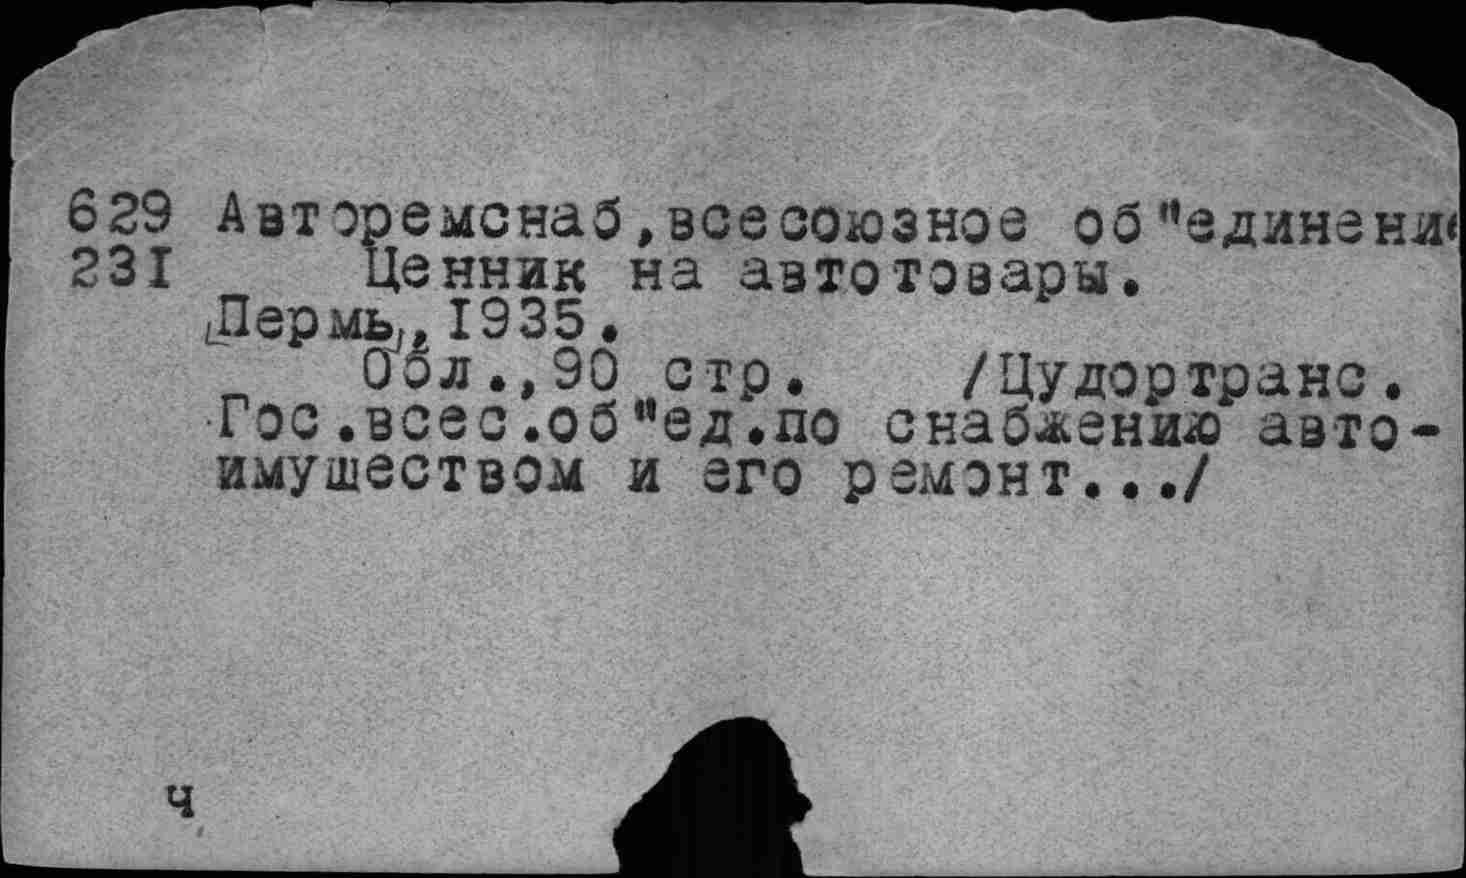 629 Авторемснаб,всесоюзное об"единение
231 Ценник на автотовары.
[Пермь],1935.
Обл.,90 стр. /Цудортранс.
Гос.всес.об"ед.по снабжению авто-
имуществом и его ремонт.../
ч